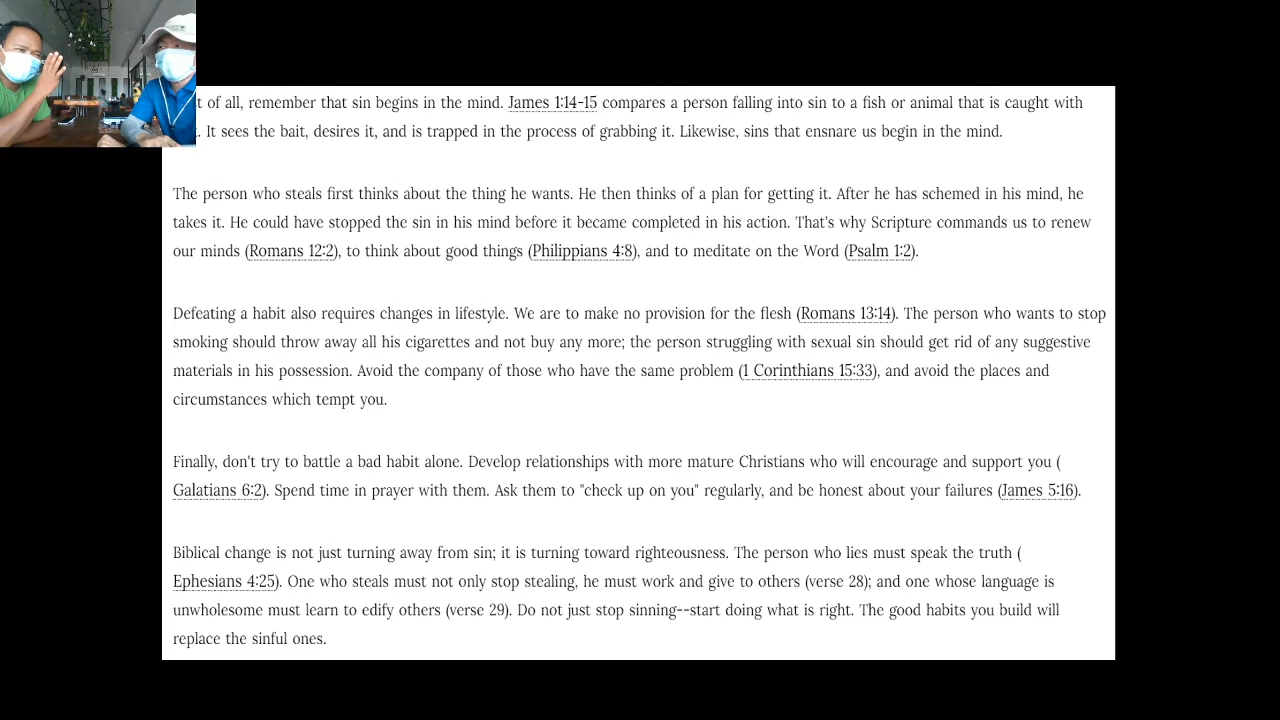 t of all, remember that sin begins in the mind. James 1:14-15 compares a person falling into sin to a fish or animal that is caught with
. It sees the bait, desires it, and is trapped in the process of grabbing it. Likewise, sins that ensnare us begin in the mind.
The person who steals first thinks about the thing he wants. He then thinks of a plan for getting it. After he has schemed in his mind, he
takes it. He could have stopped the sin in his mind before it became completed in his action. That's why Scripture commands us to renew
our minds (Romans 12:2), to think about good things (Philippians 4:8), and to meditate on the Word (Psalm 1:2).
Defeating a habit also requires changes in lifestyle. We are to make no provision for the flesh (Romans 13:14). The person who wants to stop
smoking should throw away all his cigarettes and not buy any more; the person struggling with sexual sin should get rid of any suggestive
materials in his possession. Avoid the company of those who have the same problem (1 Corinthians 15:33), and avoid the places and
circumstances which tempt you.
Finally, don't try to battle a bad habit alone. Develop relationships with more mature Christians who will encourage and support you (
Galatians 6:2). Spend time in prayer with them. Ask them to "check up on you" regularly, and be honest about your failures (James 5:16).
Biblical change is not just turning away from sin; it is turning toward righteousness. The person who lies must speak the truth (
Ephesians 4:25). One who steals must not only stop stealing, he must work and give to others (verse 28); and one whose language is
unwholesome must learn to edify others (verse 29). Do not just stop sinning--start doing what is right. The good habits you build will
replace the sinful ones.